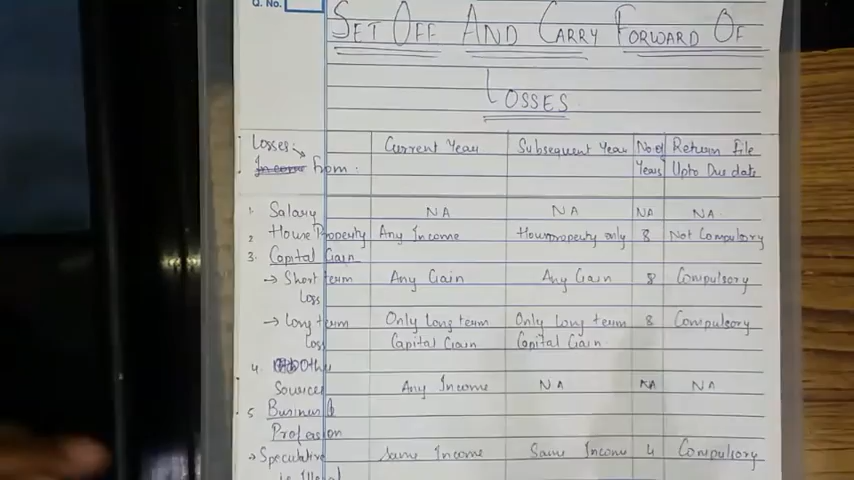 Q. No.
SET OFF AND CARRY FORWARD OF
LOSSES
Losses Current Year Subsequent Year No of Return File
from: Years Upto Due date
1. Salary NA NA NA NA
2 House Property Any Income Houseproperty only 8 Not Compulsory
3. Capital Gain
→ Short term Any Gain Any Gain 8 Compulsory
Loss
→ Long term Only Long term Only Long term 8 Compulsory
Loss Capital Gain Capital Gain
4. Other
Sources Any Income NA NA NA
5 Business &
Profession
→ Speculative Same Income Same Income 4 Compulsory